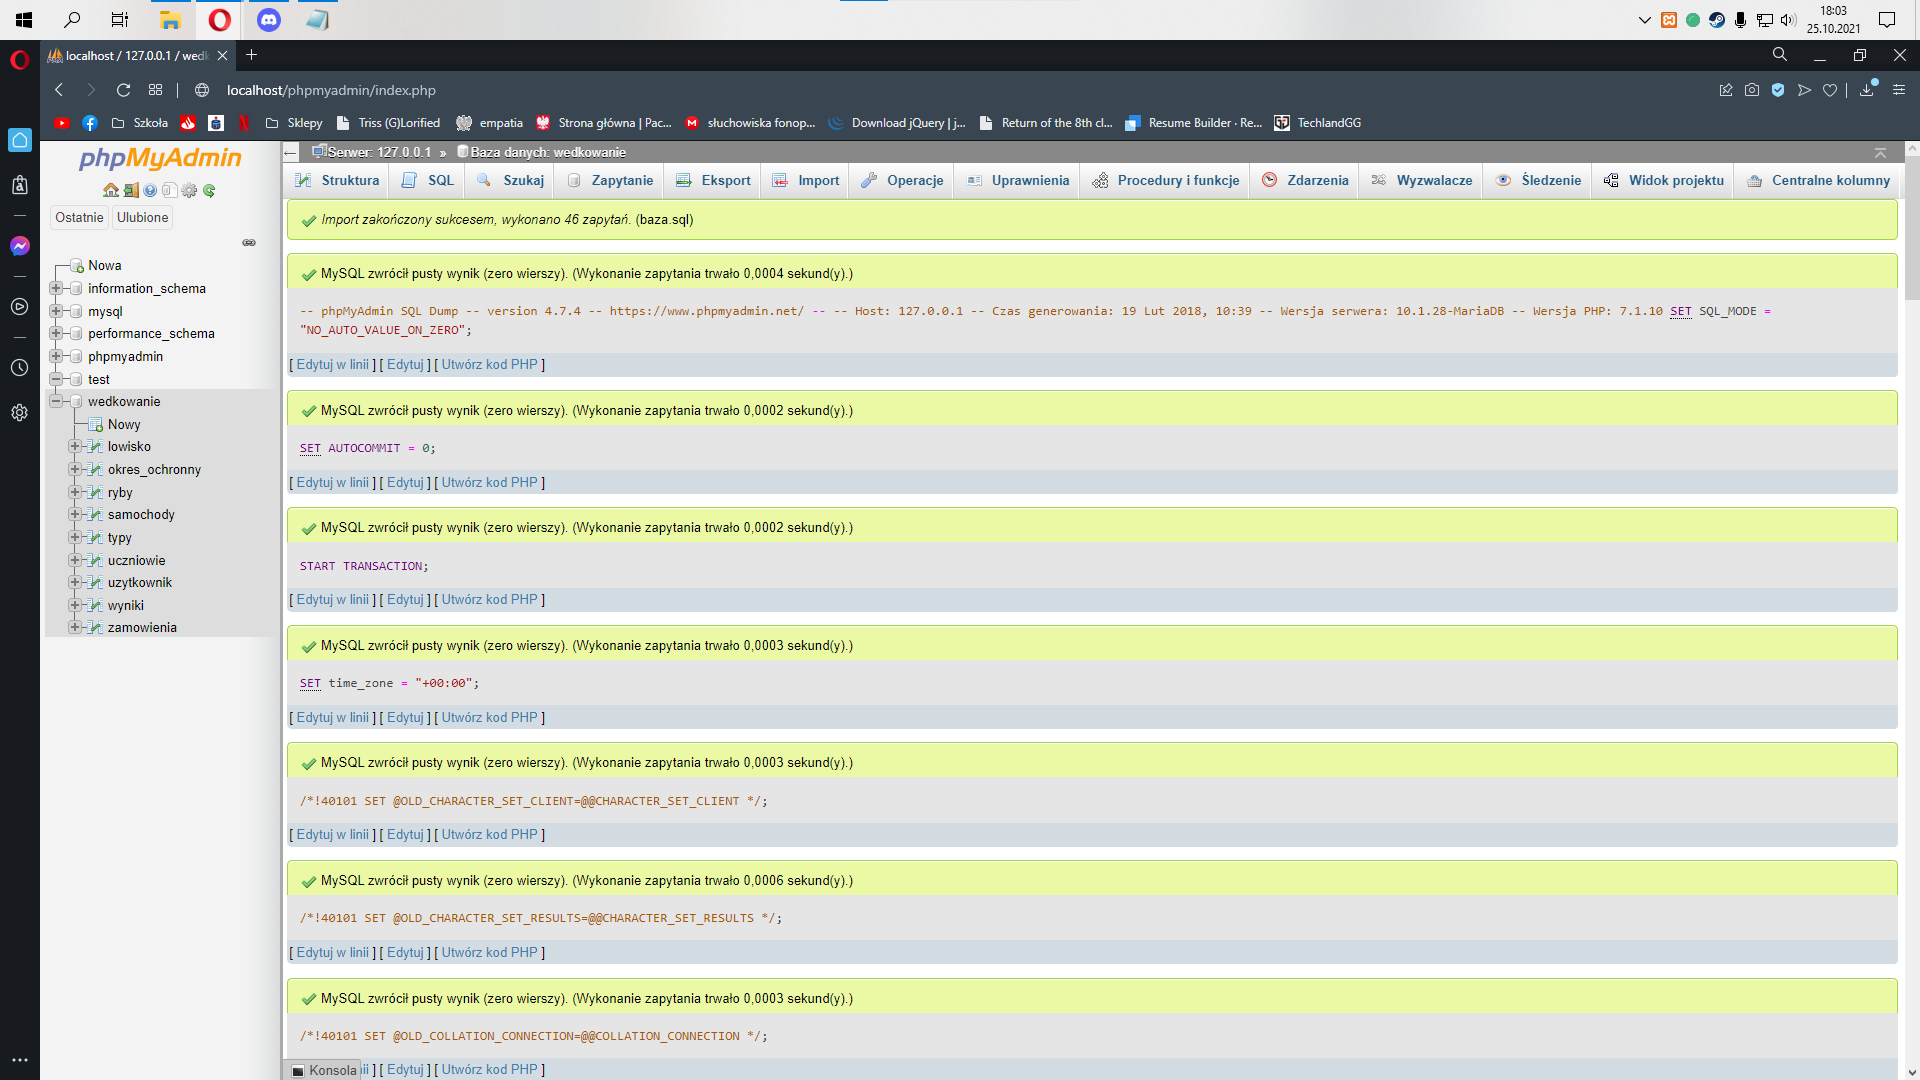 18:03
25.10.2021
localhost / 127.0.0.1 / wedk
localhost/phpmyadmin/index.php
Szkoła
Sklepy
Triss (G)Lorified
empatia
Strona główna | Pac...
słuchowiska fonop...
Download jQuery | j...
Return of the 8th cl...
Resume Builder · Re...
TechlandGG
phpMyAdmin
Ostatnie
Ulubione
Nowa
information_schema
mysql
performance_schema
phpmyadmin
test
wedkowanie
Nowy
lowisko
okres_ochronny
ryby
samochody
typy
uczniowie
uzytkownik
wyniki
zamowienia
Serwer: 127.0.0.1 » Baza danych: wedkowanie
Struktura
SQL
Szukaj
Zapytanie
Eksport
Import
Operacje
Uprawnienia
Procedury i funkcje
Zdarzenia
Wyzwalacze
Śledzenie
Widok projektu
Centralne kolumny
Import zakończony sukcesem, wykonano 46 zapytań. (baza.sql)
MySQL zwrócił pusty wynik (zero wierszy). (Wykonanie zapytania trwało 0,0004 sekund(y).)
-- phpMyAdmin SQL Dump -- version 4.7.4 -- https://www.phpmyadmin.net/ -- -- Host: 127.0.0.1 -- Czas generowania: 19 Lut 2018, 10:39 -- Wersja serwera: 10.1.28-MariaDB -- Wersja PHP: 7.1.10 SET SQL_MODE =
"NO_AUTO_VALUE_ON_ZERO";
[ Edytuj w linii ] [ Edytuj ] [ Utwórz kod PHP ]
MySQL zwrócił pusty wynik (zero wierszy). (Wykonanie zapytania trwało 0,0002 sekund(y).)
SET AUTOCOMMIT = 0;
[ Edytuj w linii ] [ Edytuj ] [ Utwórz kod PHP ]
MySQL zwrócił pusty wynik (zero wierszy). (Wykonanie zapytania trwało 0,0002 sekund(y).)
START TRANSACTION;
[ Edytuj w linii ] [ Edytuj ] [ Utwórz kod PHP ]
MySQL zwrócił pusty wynik (zero wierszy). (Wykonanie zapytania trwało 0,0003 sekund(y).)
SET time_zone = "+00:00";
[ Edytuj w linii ] [ Edytuj ] [ Utwórz kod PHP ]
MySQL zwrócił pusty wynik (zero wierszy). (Wykonanie zapytania trwało 0,0003 sekund(y).)
/*!40101 SET @OLD_CHARACTER_SET_CLIENT=@@CHARACTER_SET_CLIENT */;
[ Edytuj w linii ] [ Edytuj ] [ Utwórz kod PHP ]
MySQL zwrócił pusty wynik (zero wierszy). (Wykonanie zapytania trwało 0,0006 sekund(y).)
/*!40101 SET @OLD_CHARACTER_SET_RESULTS=@@CHARACTER_SET_RESULTS */;
[ Edytuj w linii ] [ Edytuj ] [ Utwórz kod PHP ]
MySQL zwrócił pusty wynik (zero wierszy). (Wykonanie zapytania trwało 0,0003 sekund(y).)
/*!40101 SET @OLD_COLLATION_CONNECTION=@@COLLATION_CONNECTION */;
Konsola ii ] [ Edytuj ] [ Utwórz kod PHP ]